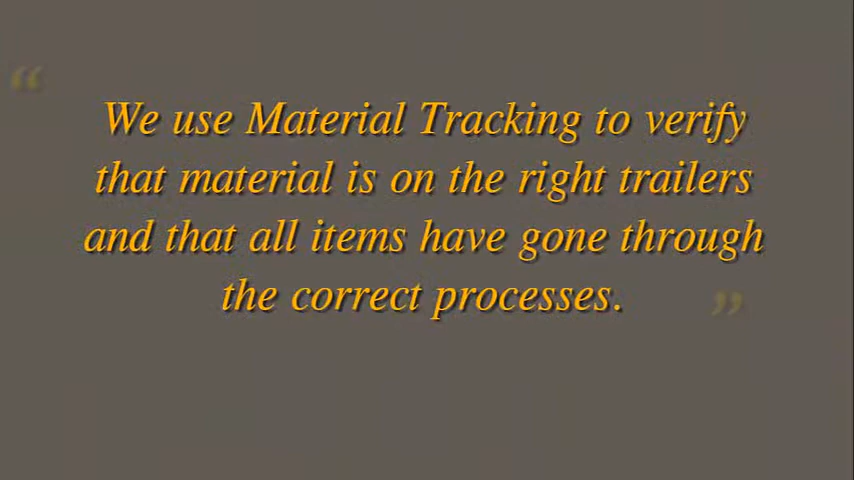 “
We use Material Tracking to verify
that material is on the right trailers
and that all items have gone through
the correct processes.
”